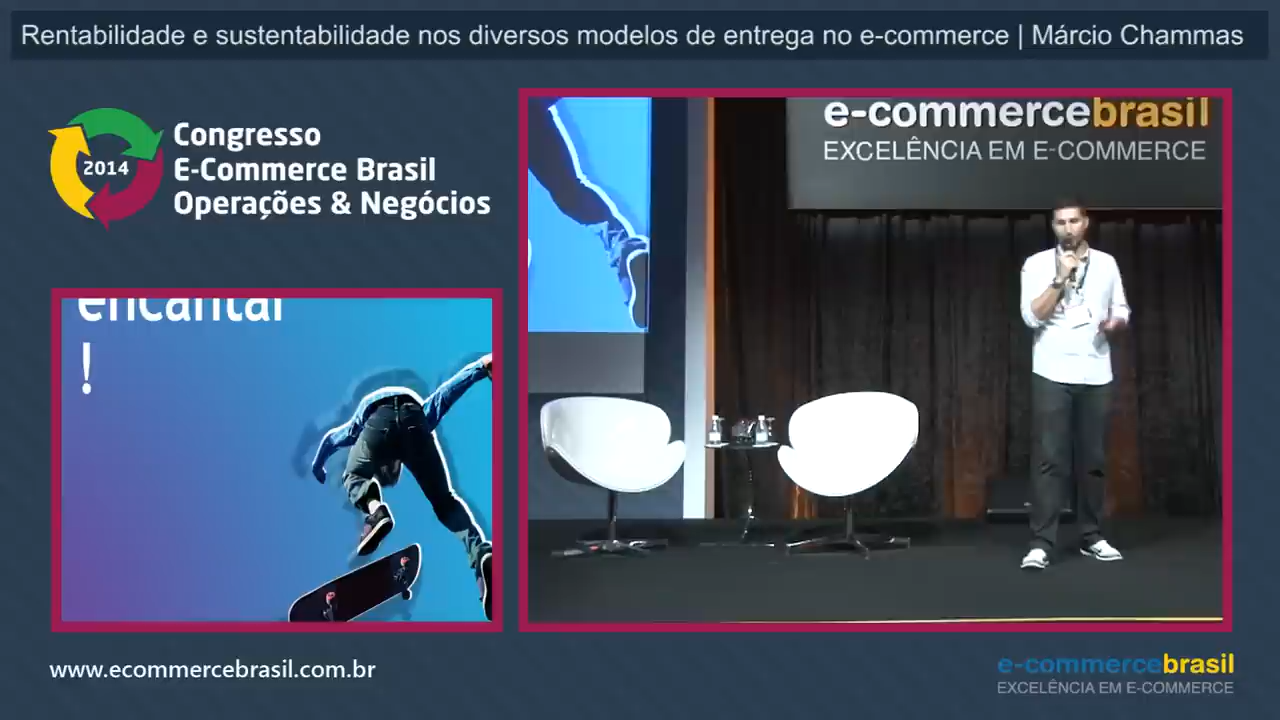 Rentabilidade e sustentabilidade nos diversos modelos de entrega no e-commerce | Márcio Chammas
2014
Congresso
E-Commerce Brasil
Operações & Negócios
e-commercebrasil
EXCELÊNCIA EM E-COMMERCE
encantar
!
www.ecommercebrasil.com.br
e-commercebrasil
EXCELÊNCIA EM E-COMMERCE